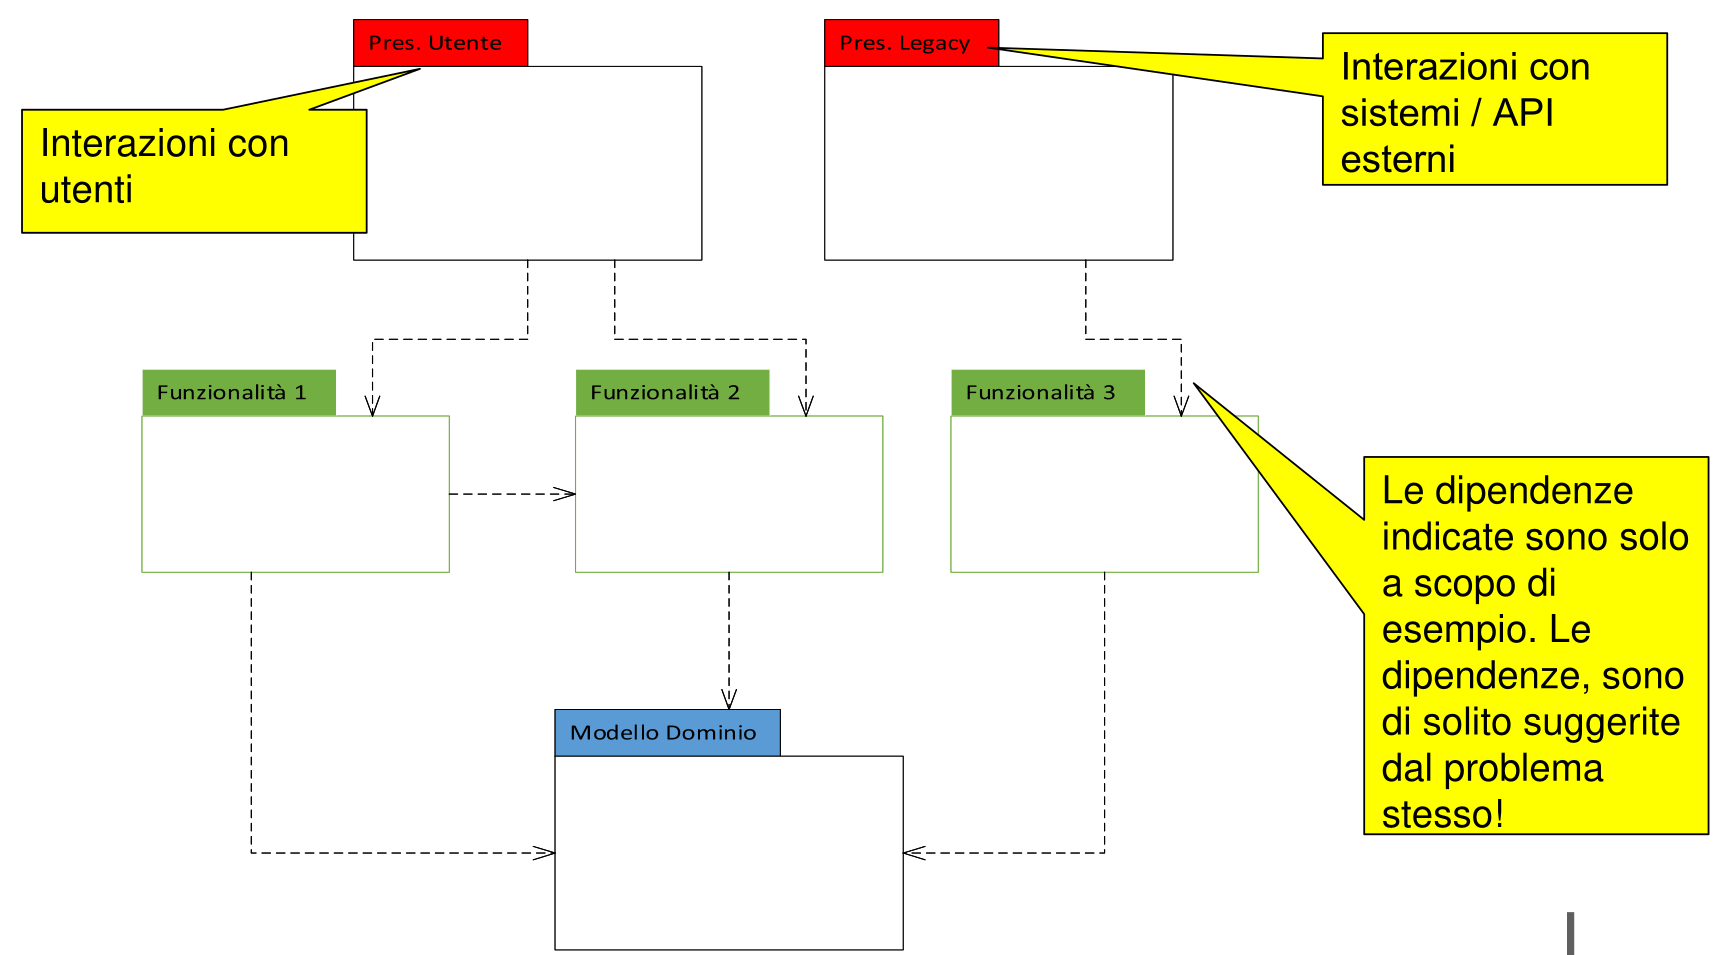 Pres. Utente
Pres. Legacy
Interazioni con
sistemi / API
esterni
Interazioni con
utenti
Funzionalità 1
Funzionalità 2
Funzionalità 3
Le dipendenze
indicate sono solo
a scopo di
esempio. Le
dipendenze, sono
di solito suggerite
dal problema
stesso!
Modello Dominio